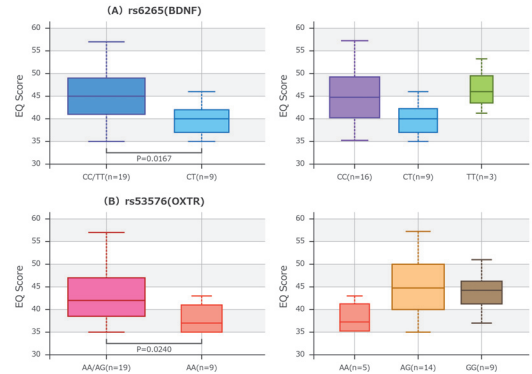 (A) rs6265(BDNF)
EQ Score
60
55
50
45
40
35
30
P=0.0167
CC/TT(n=19)
CT(n=9)
EQ Score
60
55
50
45
40
35
30
CC(n=16)
CT(n=9)
TT(n=3)
(B) rs53576(OXTR)
EQ Score
60
55
50
45
40
35
30
P=0.0240
AA/AG(n=19)
AA(n=9)
EQ Score
60
55
50
45
40
35
30
AA(n=5)
AG(n=14)
GG(n=9)